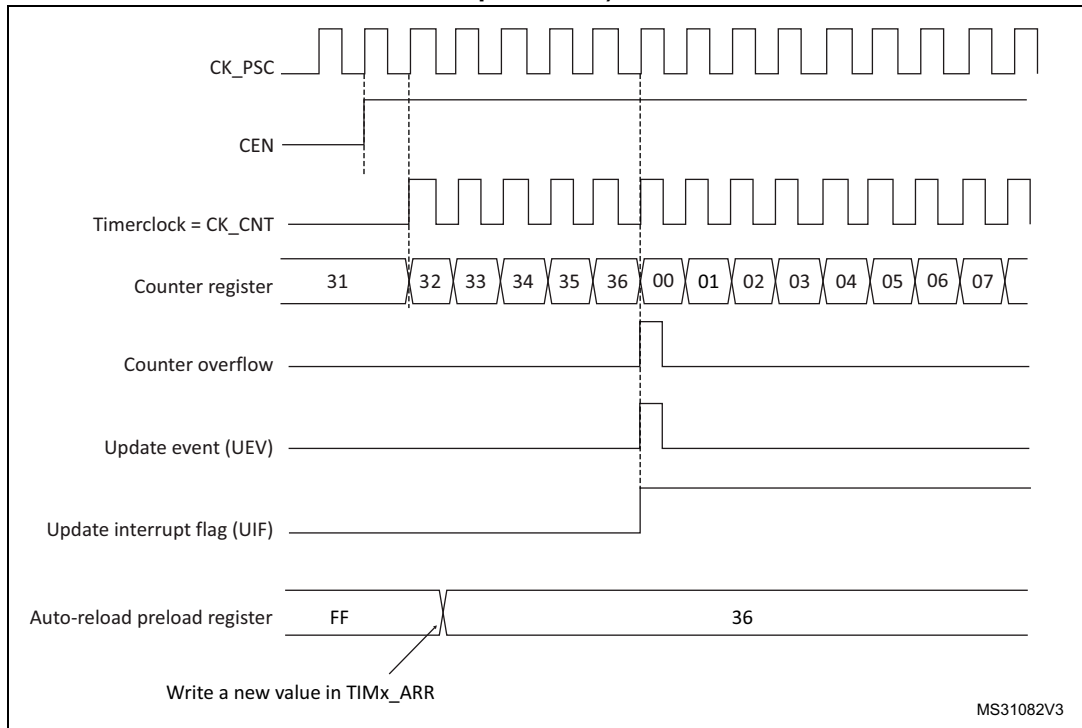 CK_PSC
CEN
Timerclock = CK_CNT
Counter register 31 32 33 34 35 36 00 01 02 03 04 05 06 07
Counter overflow
Update event (UEV)
Update interrupt flag (UIF)
Auto-reload preload register FF 36
Write a new value in TIMx_ARR
MS31082V3